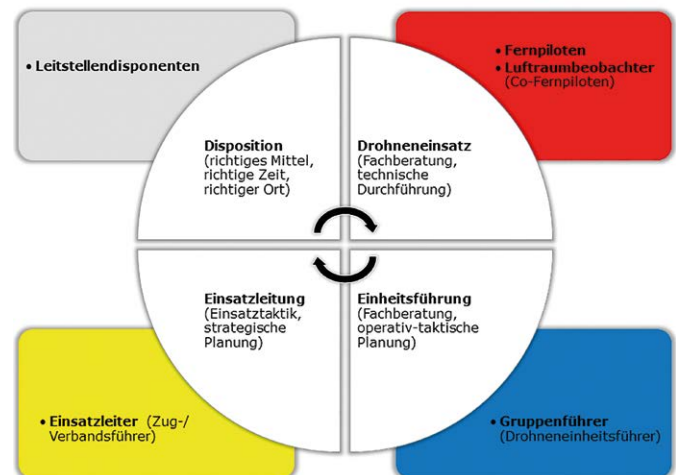 • Leitstellendisponenten
• Fernpiloten
• Luftraumbeobachter
(Co-Fernpiloten)
Disposition
(richtiges Mittel,
richtige Zeit,
richtiger Ort)
Drohneneinsatz
(Fachberatung,
technische
Durchführung)
Einsatzleitung
(Einsatztaktik,
strategische
Planung)
Einheitsführung
(Fachberatung,
operativ-taktische
Planung)
• Einsatzleiter (Zug-/
Verbandsführer)
• Gruppenführer
(Drohneneinheitsführer)